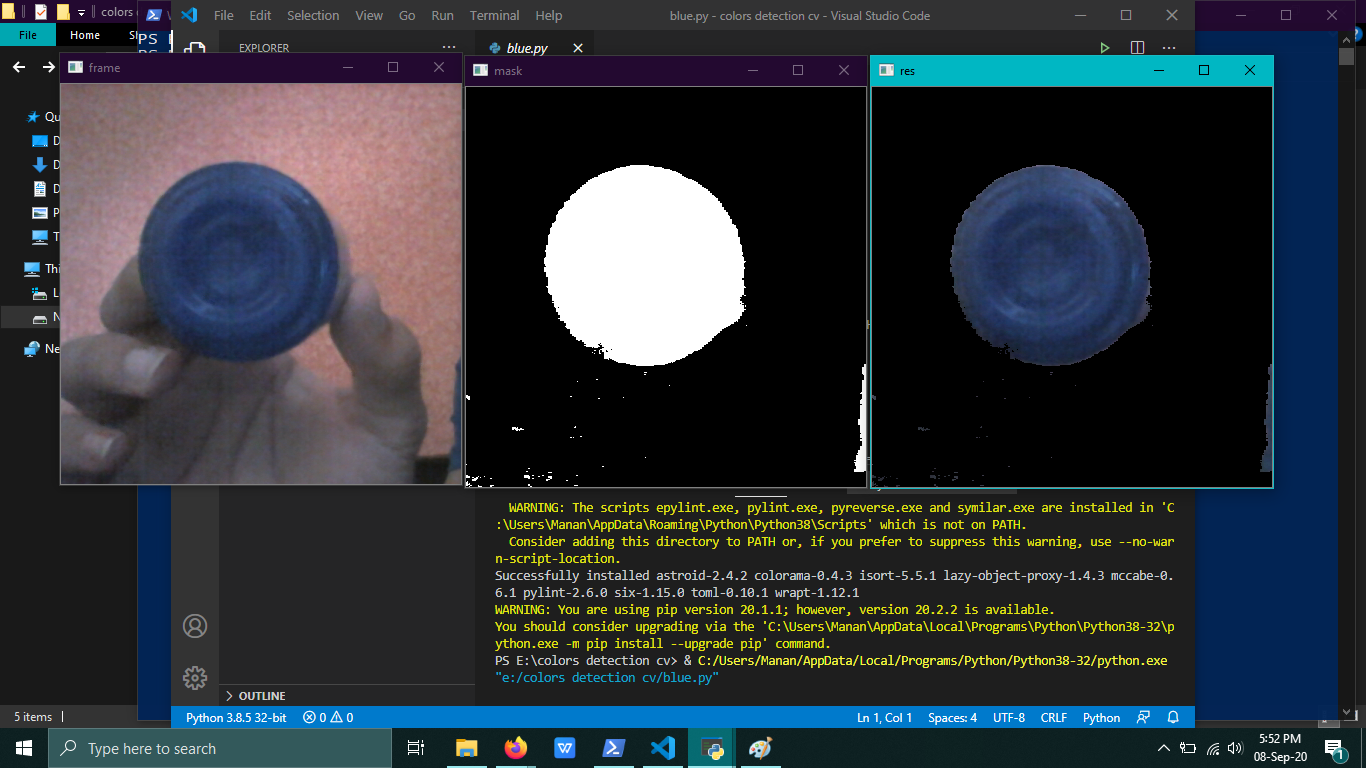 colors
File Edit Selection View Go Run Terminal Help
blue.py - colors detection cv - Visual Studio Code
File Home
PS
EXPLORER
blue.py
frame
mask
res
WARNING: The scripts epylint.exe, pylint.exe, pyreverse.exe and symilar.exe are installed in 'C
:\Users\Manan\AppData\Roaming\Python\Python38\Scripts' which is not on PATH.
Consider adding this directory to PATH or, if you prefer to suppress this warning, use --no-war
n-script-location.
Successfully installed astroid-2.4.2 colorama-0.4.3 isort-5.5.1 lazy-object-proxy-1.4.3 mccabe-0.
6.1 pylint-2.6.0 six-1.15.0 toml-0.10.1 wrapt-1.12.1
WARNING: You are using pip version 20.1.1; however, version 20.2.2 is available.
You should consider upgrading via the 'C:\Users\Manan\AppData\Local\Programs\Python\Python38-32\p
ython.exe -m pip install --upgrade pip' command.
PS E:\colors detection cv> & C:/Users/Manan/AppData/Local/Programs/Python/Python38-32/python.exe
"e:/colors detection cv/blue.py"
OUTLINE
5 items
Python 3.8.5 32-bit 0 0
Ln 1, Col 1 Spaces: 4 UTF-8 CRLF Python
Type here to search
5:52 PM
08-Sep-20
1